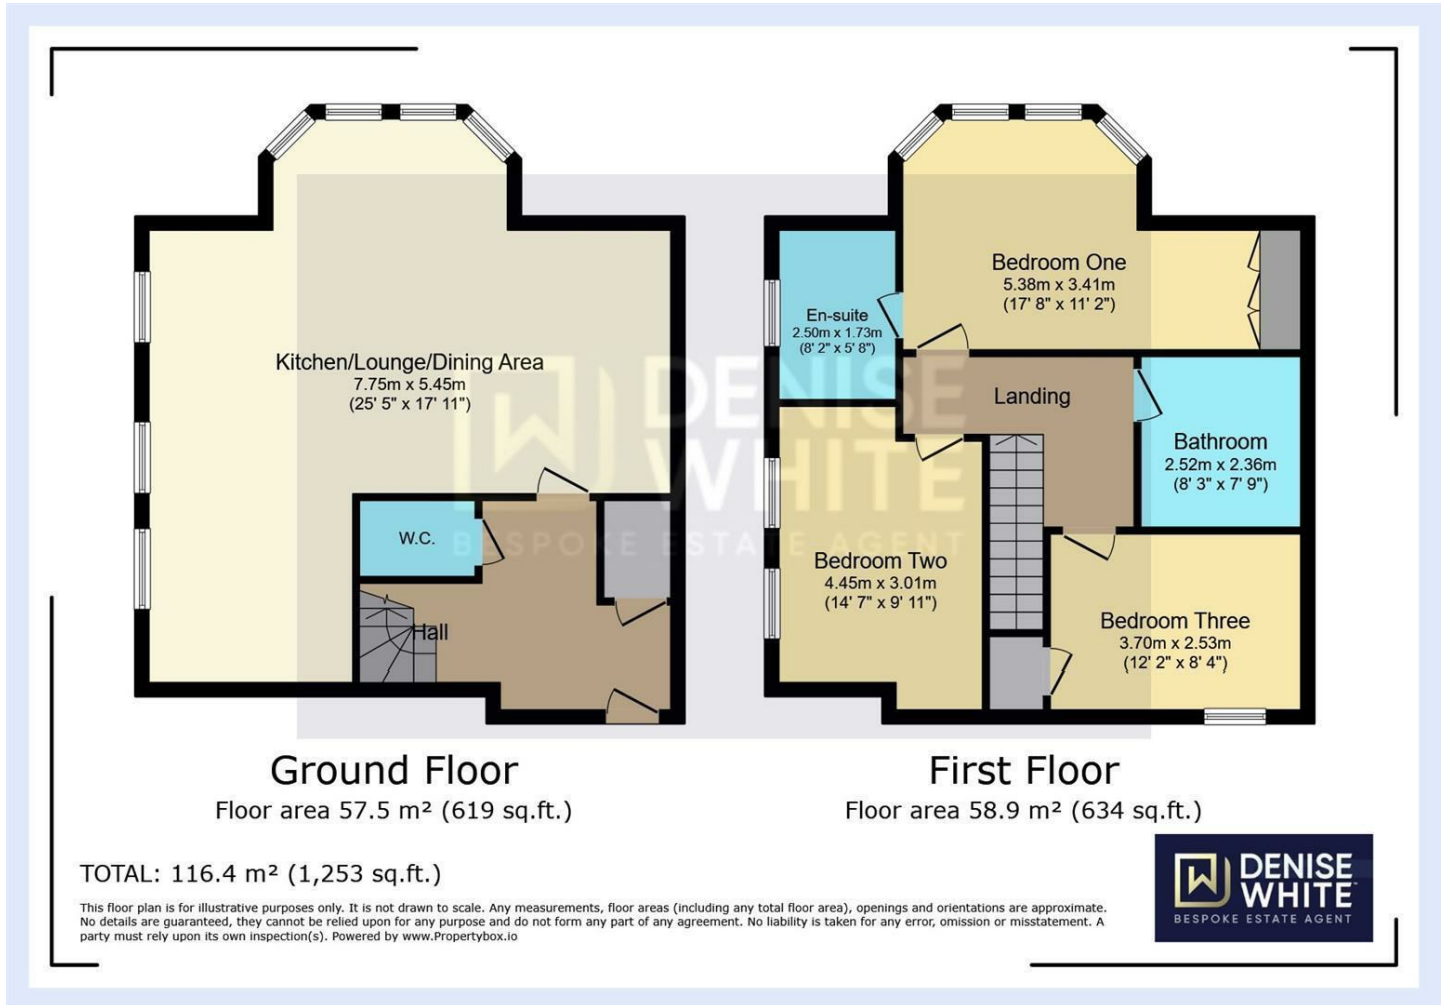 Kitchen/Lounge/Dining Area
7.75m x 5.45m
(25' 5" x 17' 11")
W.C.
Hall
Bedroom One
5.38m x 3.41m
(17' 8" x 11' 2")
En-suite
2.50m x 1.73m
(8' 2" x 5' 8")
Landing
Bathroom
2.52m x 2.36m
(8' 3" x 7' 9")
Bedroom Two
4.45m x 3.01m
(14' 7" x 9' 11")
Bedroom Three
3.70m x 2.53m
(12' 2" x 8' 4")
DENISE
WHITE
BESPOKE ESTATE AGENT
Ground Floor
Floor area 57.5 m² (619 sq.ft.)
First Floor
Floor area 58.9 m² (634 sq.ft.)
TOTAL: 116.4 m² (1,253 sq.ft.)
This floor plan is for illustrative purposes only. It is not drawn to scale. Any measurements, floor areas (including any total floor area), openings and orientations are approximate.
No details are guaranteed, they cannot be relied upon for any purpose and do not form any part of any agreement. No liability is taken for any error, omission or misstatement. A
party must rely upon its own inspection(s). Powered by www.Propertybox.io
DENISE
WHITE
BESPOKE ESTATE AGENT